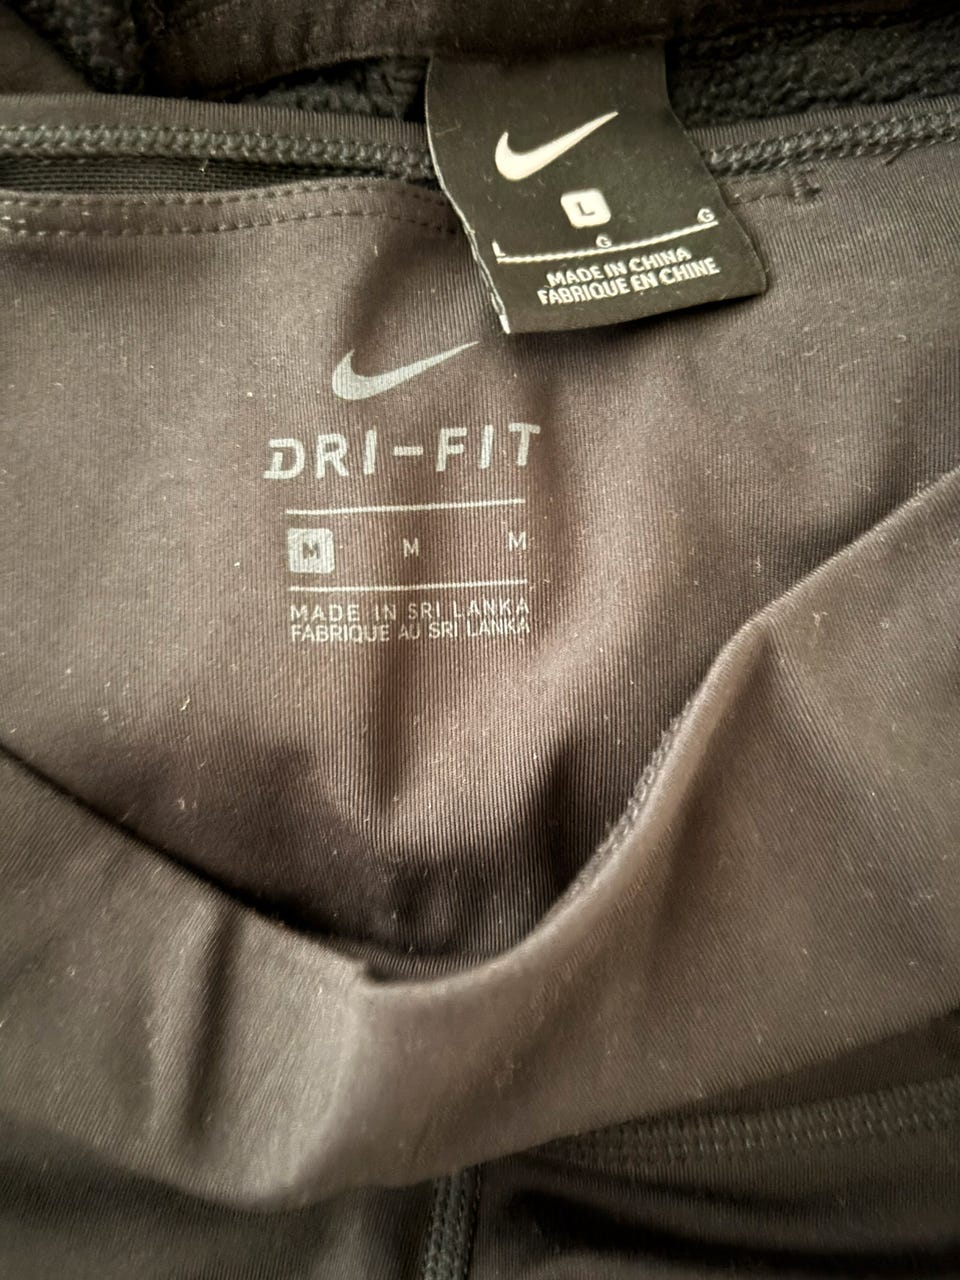 L
L G G
MADE IN CHINA
FABRIQUE EN CHINE
DRI-FIT
M M M
MADE IN SRI LANKA
FABRIQUE AU SRI LANKA